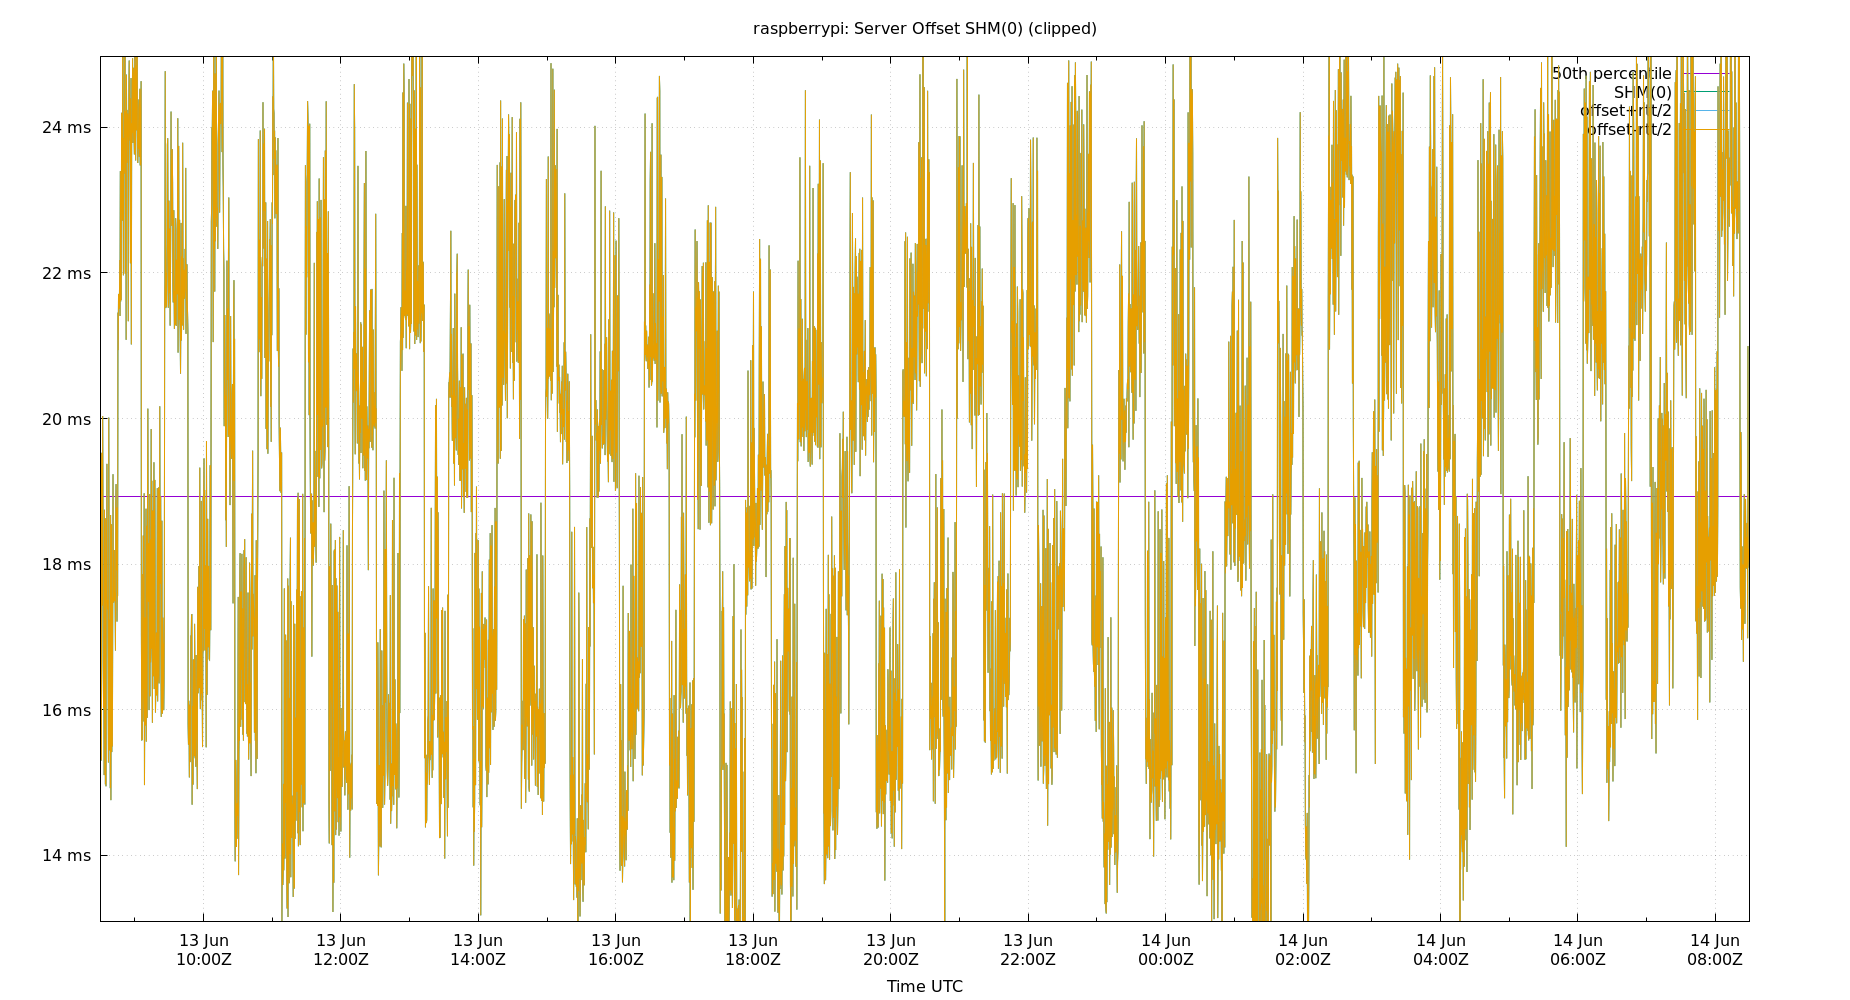 raspberrypi: Server Offset SHM(0) (clipped)
50th percentile
SHM(0)
offset+rtt/2
offset-rtt/2
24 ms
22 ms
20 ms
18 ms
16 ms
14 ms
13 Jun 13 Jun 13 Jun 13 Jun 13 Jun 13 Jun 13 Jun 14 Jun 14 Jun 14 Jun 14 Jun 14 Jun
10:00Z 12:00Z 14:00Z 16:00Z 18:00Z 20:00Z 22:00Z 00:00Z 02:00Z 04:00Z 06:00Z 08:00Z
Time UTC